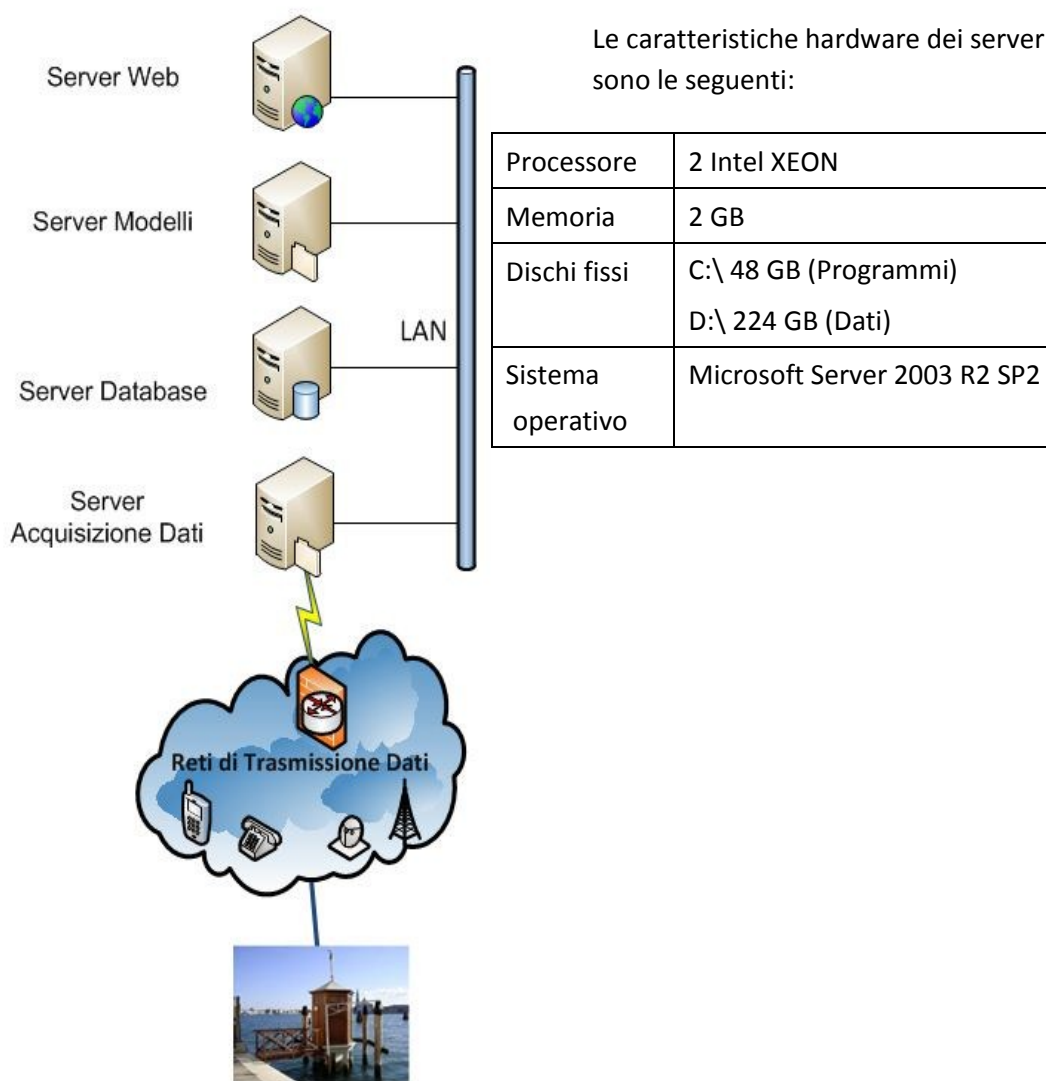 Le caratteristiche hardware dei server
sono le seguenti:
Server Web
Server Modelli
Server Database
Server
Acquisizione Dati
LAN
Processore 2 Intel XEON
Memoria 2 GB
Dischi fissi C:\ 48 GB (Programmi)
D:\ 224 GB (Dati)
Sistema Microsoft Server 2003 R2 SP2
operativo
Reti di Trasmissione Dati